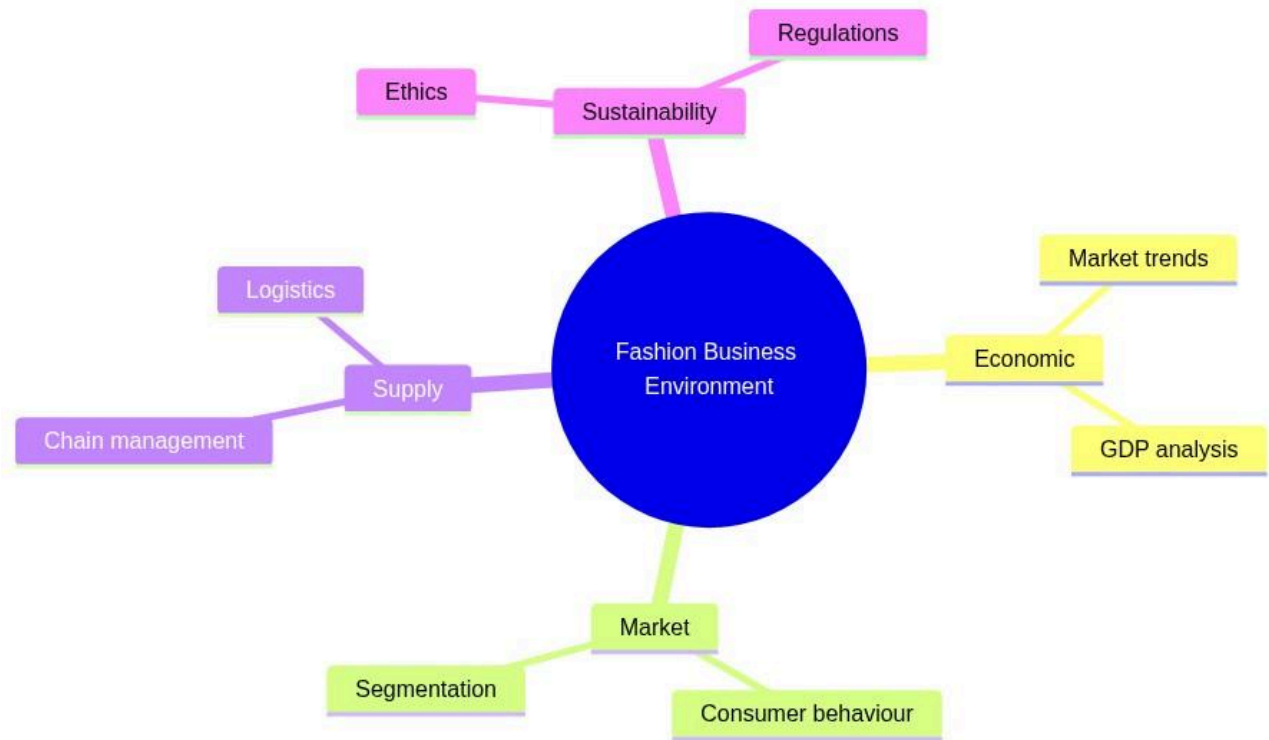 Regulations
Ethics
Sustainability
Market trends
Logistics
Fashion Business
Environment
Economic
Supply
Chain management
GDP analysis
Market
Segmentation
Consumer behaviour